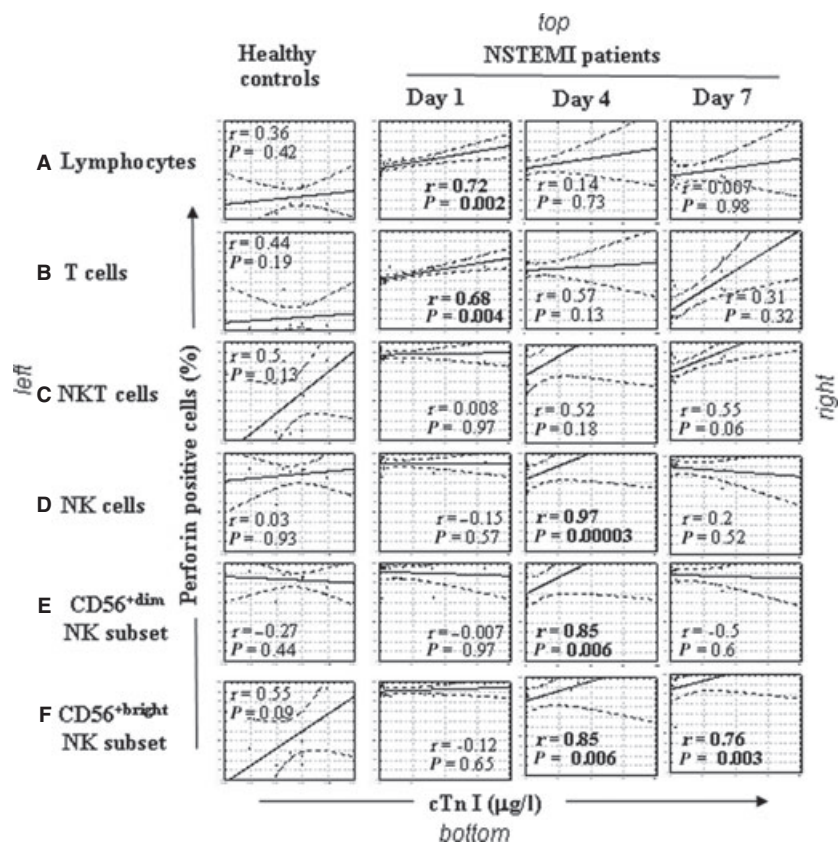 top
Healthy controls
NSTEMI patients
Day 1 Day 4 Day 7
A Lymphocytes
r = 0.36
P = 0.42
r = 0.72
P = 0.002
r = 0.14
P = 0.73
r = 0.007
P = 0.98
B T cells
r = 0.44
P = 0.19
r = 0.68
P = 0.004
r = 0.57
P = 0.13
r = 0.31
P = 0.32
left
Perforin positive cells (%)
right
C NKT cells
r = 0.5
P = 0.13
r = 0.008
P = 0.97
r = 0.52
P = 0.18
r = 0.55
P = 0.06
D NK cells
r = 0.03
P = 0.93
r = -0.15
P = 0.57
r = 0.97
P = 0.00003
r = 0.2
P = 0.52
E CD56+dim
NK subset
r = -0.27
P = 0.44
r = -0.007
P = 0.97
r = 0.85
P = 0.006
r = -0.5
P = 0.6
F CD56+bright
NK subset
r = 0.55
P = 0.09
r = -0.12
P = 0.65
r = 0.85
P = 0.006
r = 0.76
P = 0.003
cTn I (μg/l)
bottom